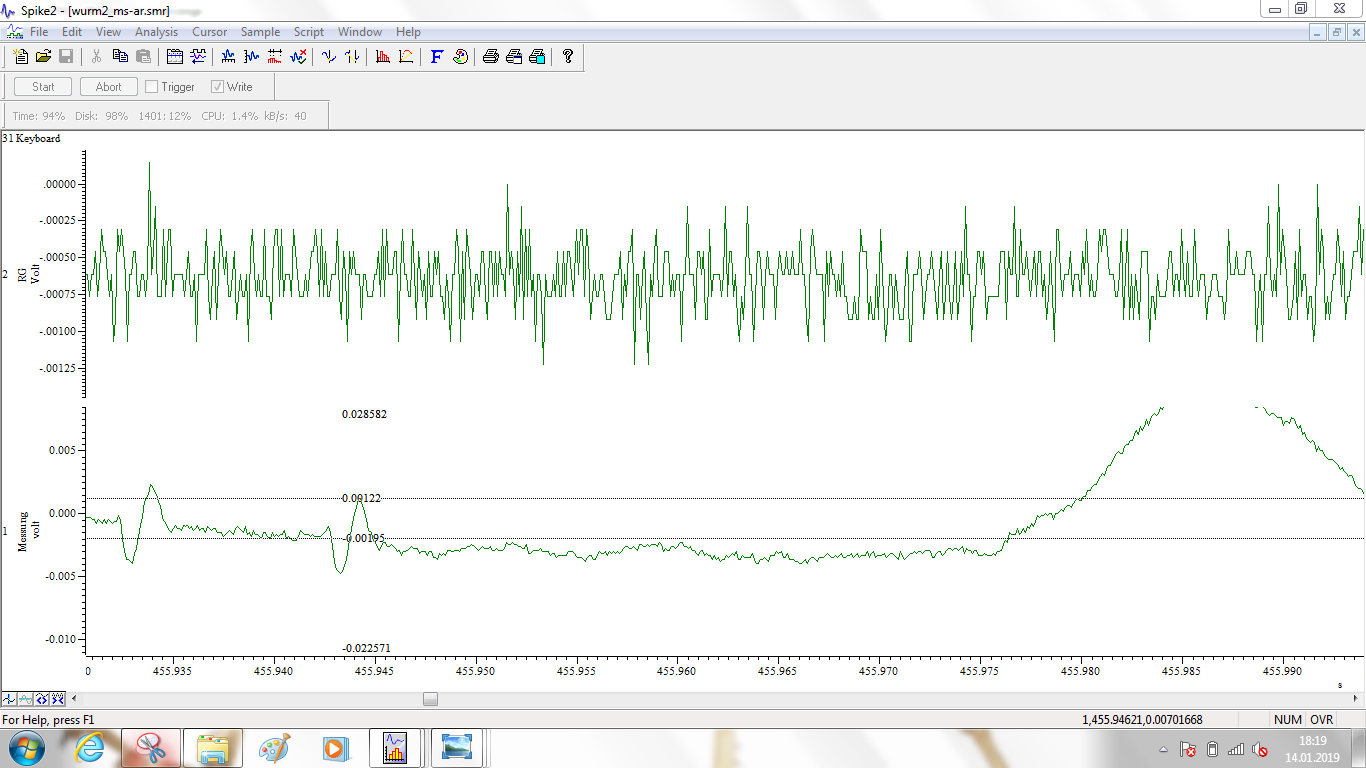 Spike2 - [wurm2_ms-ar.smr]
File Edit View Analysis Cursor Sample Script Window Help
Start Abort Trigger Write
Time: 94% Disk: 98% 1401: 12% CPU: 1.4% kB/s: 40
31 Keyboard
.00000
-.00025
-.00050
-.00075
-.00100
-.00125
2
RG
Volt
0.028582
0.005
0.000
-0.005
-0.010
1
Messung
volt
0.00122
-0.00195
-0.022571
0 455.935 455.940 455.945 455.950 455.955 455.960 455.965 455.970 455.975 455.980 455.985 455.990
s
For Help, press F1 1,455.94621,0.00701668 NUM OVR
18:19
14.01.2019